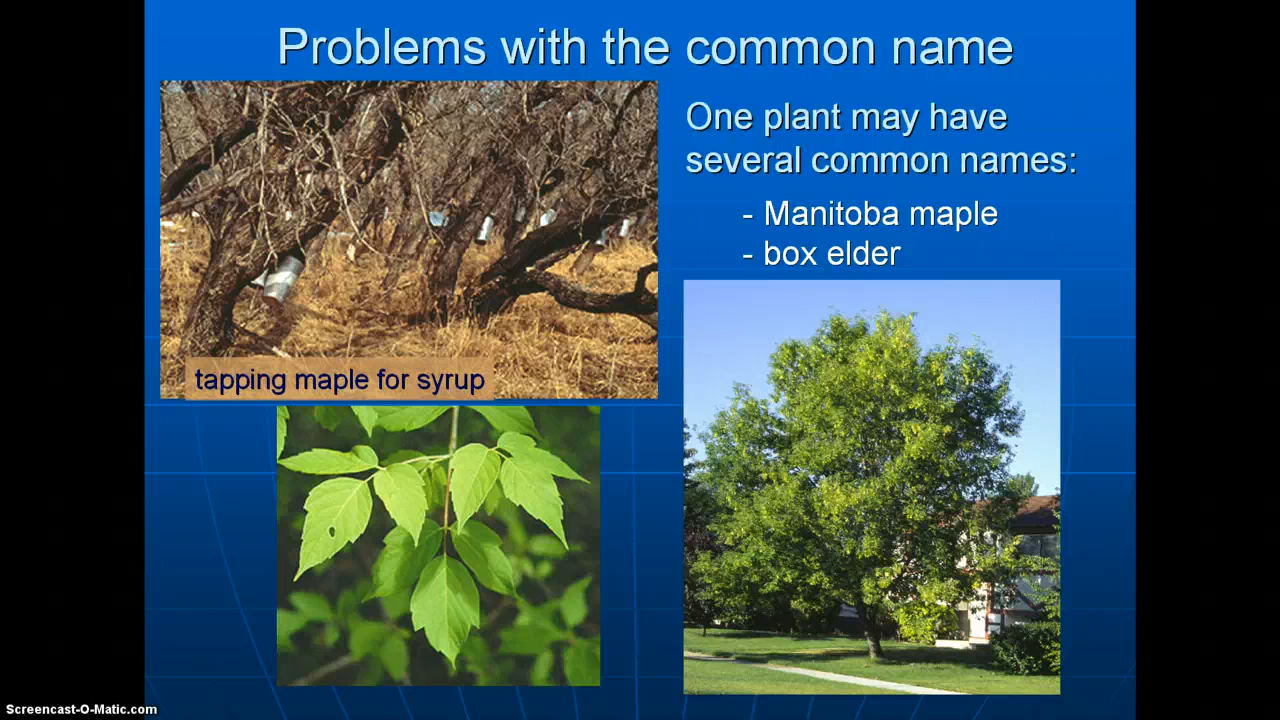 Problems with the common name
One plant may have
several common names:
- Manitoba maple
- box elder
tapping maple for syrup
Screencast-O-Matic.com